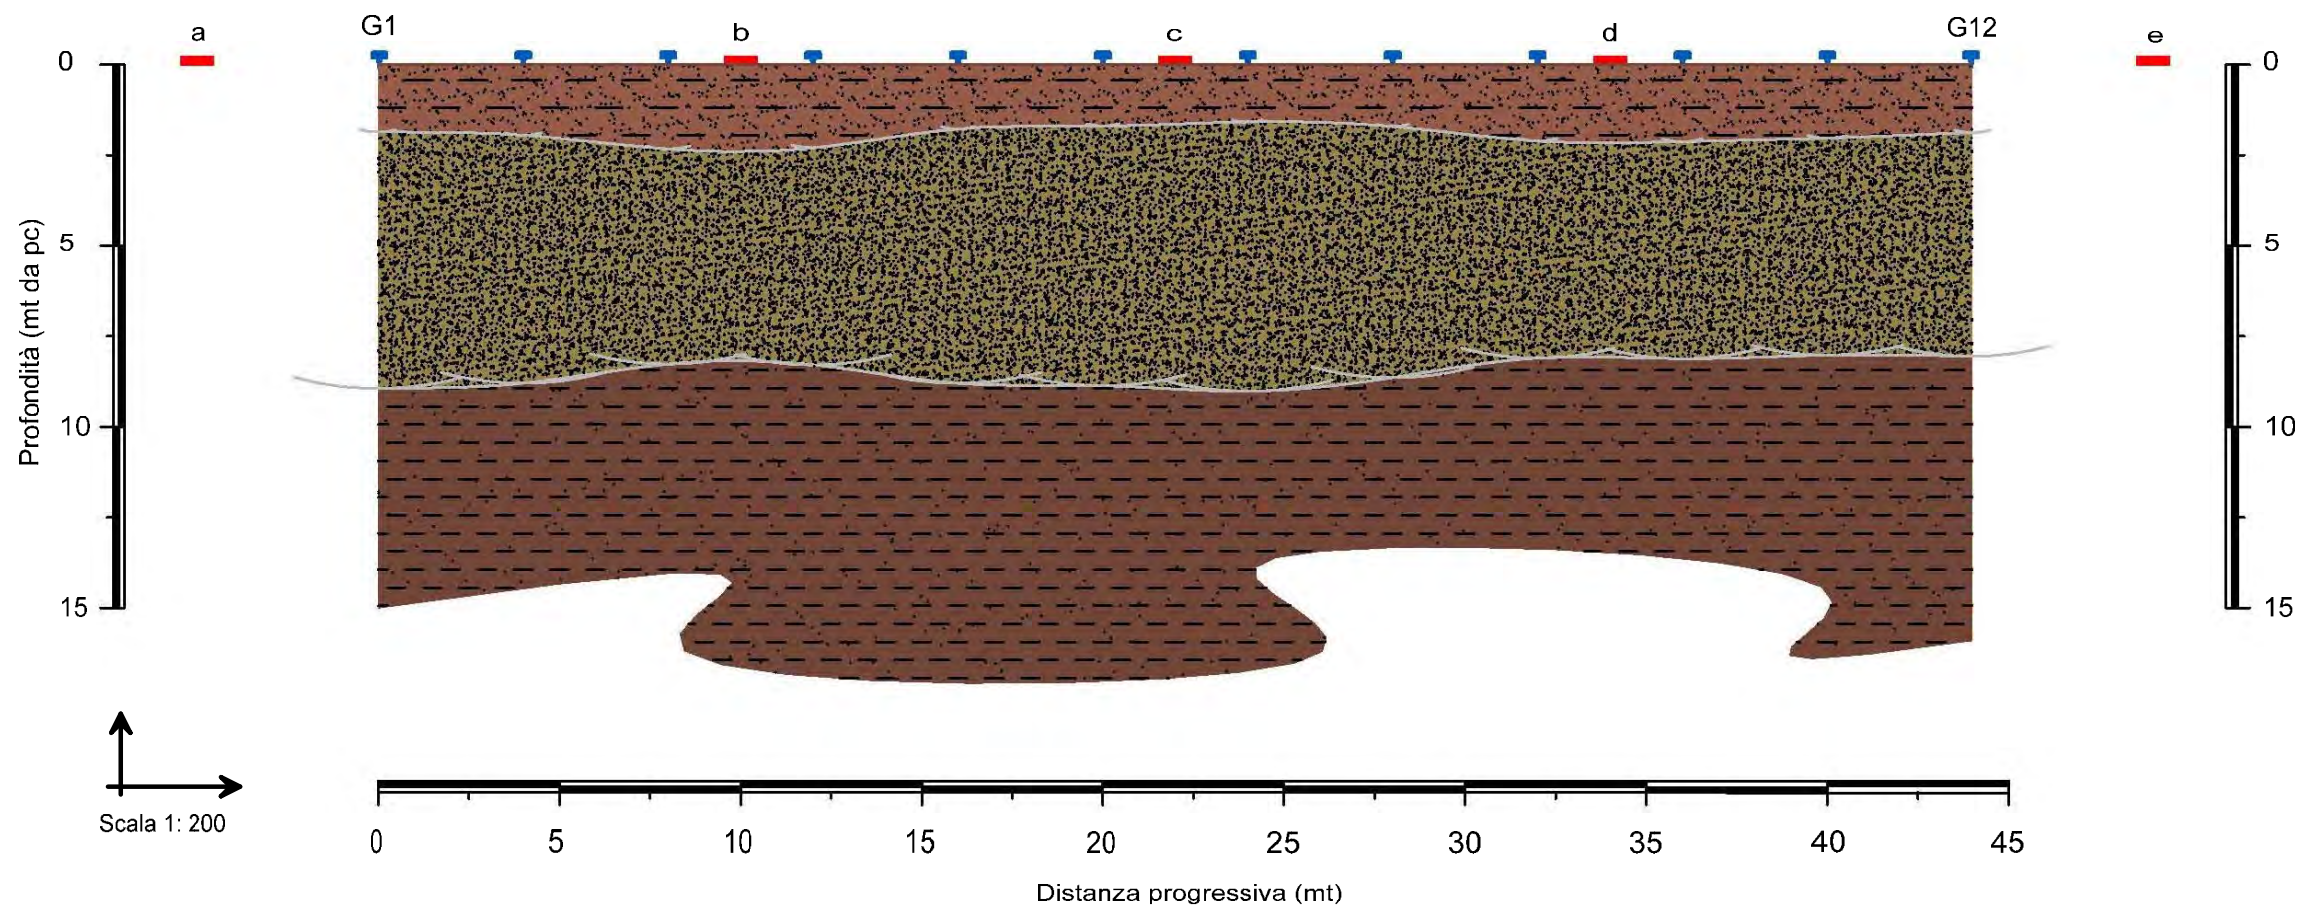 G1 G12
a b c d e
0 0
5 5
10 10
15 15
Profondità (mt da pc)
Scala 1: 200
0 5 10 15 20 25 30 35 40 45
Distanza progressiva (mt)